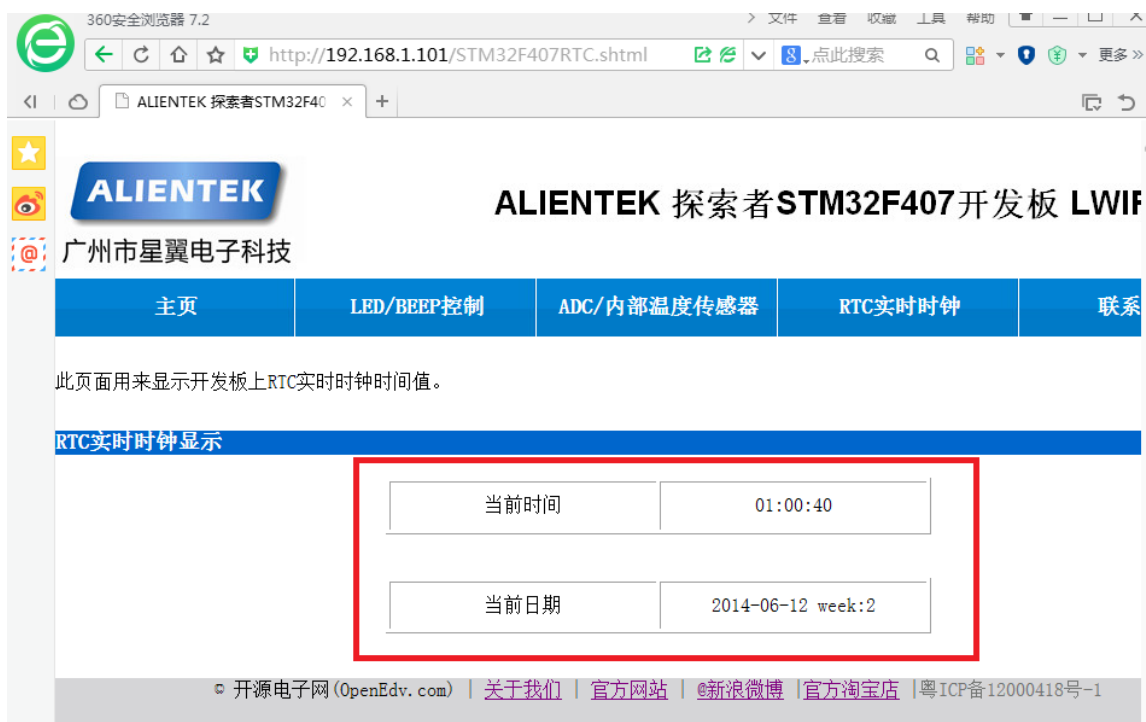 360安全浏览器 7.2
文件 查看 收藏 工具 帮助
http://192.168.1.101/STM32F407RTC.shtml
点此搜索
更多 »
ALIENTEK 探索者STM32F40
ALIENTEK
广州市星翼电子科技
ALIENTEK 探索者STM32F407开发板 LWIF
主页 LED/BEEP控制 ADC/内部温度传感器 RTC实时时钟 联系
此页面用来显示开发板上RTC实时时钟时间值。
RTC实时时钟显示
当前时间 01:00:40
当前日期 2014-06-12 week:2
© 开源电子网(OpenEdv.com) | 关于我们 | 官方网站 | @新浪微博 |官方淘宝店 |粤ICP备12000418号-1